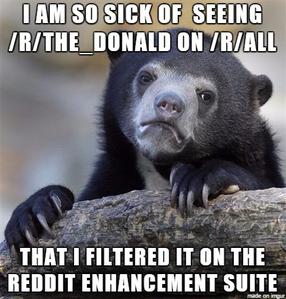 I AM SO SICK OF SEEING
/R/THE_DONALD ON /R/ALL
THAT I FILTERED IT ON THE
REDDIT ENHANCEMENT SUITE
made on imgur